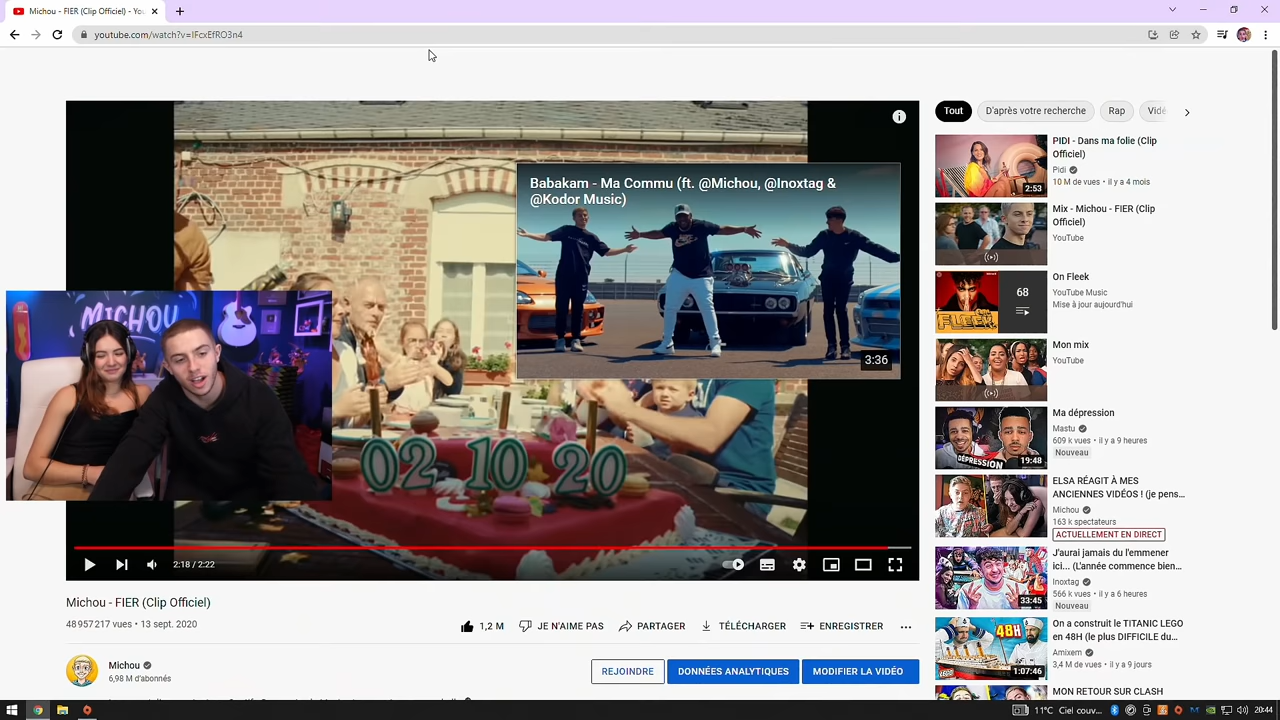 Michou - FIER (Clip Officiel) - You
youtube.com/watch?v=IFcxEfRO3n4
Babakam - Ma Commu (ft. @Michou, @Inoxtag &
@Kodor Music)
3:36
MICHOU
02 10 20
2:18 / 2:22
Michou - FIER (Clip Officiel)
48 957 217 vues • 13 sept. 2020
1,2 M
JE N'AIME PAS
PARTAGER
TÉLÉCHARGER
ENREGISTRER
Michou
6,98 M d'abonnés
REJOINDRE
DONNÉES ANALYTIQUES
MODIFIER LA VIDÉO
Tout
D'après votre recherche
Rap
Vidé
PIDI - Dans ma folie (Clip
Officiel)
Pidi
10 M de vues • il y a 4 mois
2:53
Mix - Michou - FIER (Clip
Officiel)
YouTube
On Fleek
YouTube Music
Mise à jour aujourd'hui
68
FLEEK
Mon mix
YouTube
Ma dépression
Mastu
609 k vues • il y a 9 heures
Nouveau
DÉPRESSION
19:48
ELSA RÉAGIT À MES
ANCIENNES VIDÉOS ! (je pens...
Michou
163 k spectateurs
ACTUELLEMENT EN DIRECT
J'aurai jamais du l'emmener
ici... (L'année commence bien...
Inoxtag
566 k vues • il y a 6 heures
Nouveau
33:45
On a construit le TITANIC LEGO
en 48H (le plus DIFFICILE du...
Amixem
3,4 M de vues • il y a 9 jours
48H
1:07:46
MON RETOUR SUR CLASH
11°C Ciel couv...
20:44